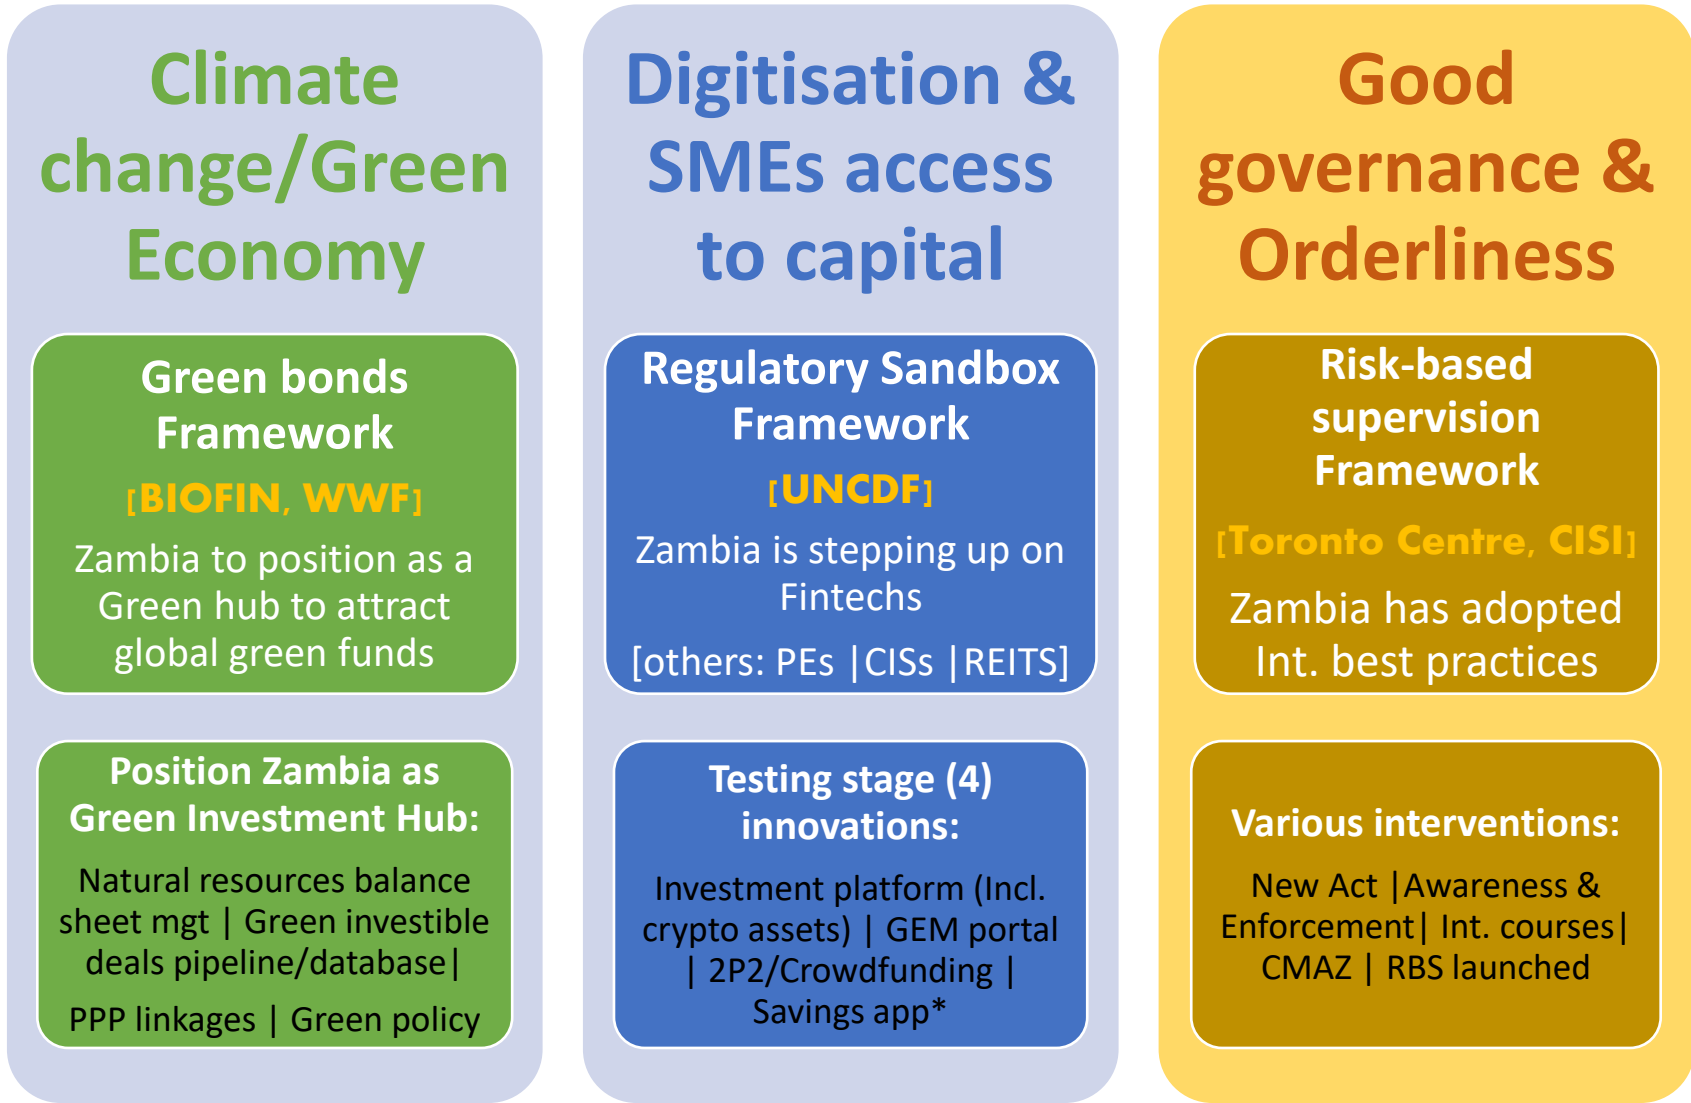 Climate
change/Green
Economy
Green bonds
Framework
[BIOFIN, WWF]
Zambia to position as a
Green hub to attract
global green funds
Position Zambia as
Green Investment Hub:
Natural resources balance
sheet mgt | Green investible
deals pipeline/database|
PPP linkages | Green policy
Digitisation &
SMEs access
to capital
Regulatory Sandbox
Framework
[UNCDF]
Zambia is stepping up on
Fintechs
[others: PEs |CISs |REITS]
Testing stage (4)
innovations:
Investment platform (Incl.
crypto assets) | GEM portal
| 2P2/Crowdfunding |
Savings app*
Good
governance &
Orderliness
Risk-based
supervision
Framework
[Toronto Centre, CISI]
Zambia has adopted
Int. best practices
Various interventions:
New Act |Awareness &
Enforcement| Int. courses|
CMAZ | RBS launched